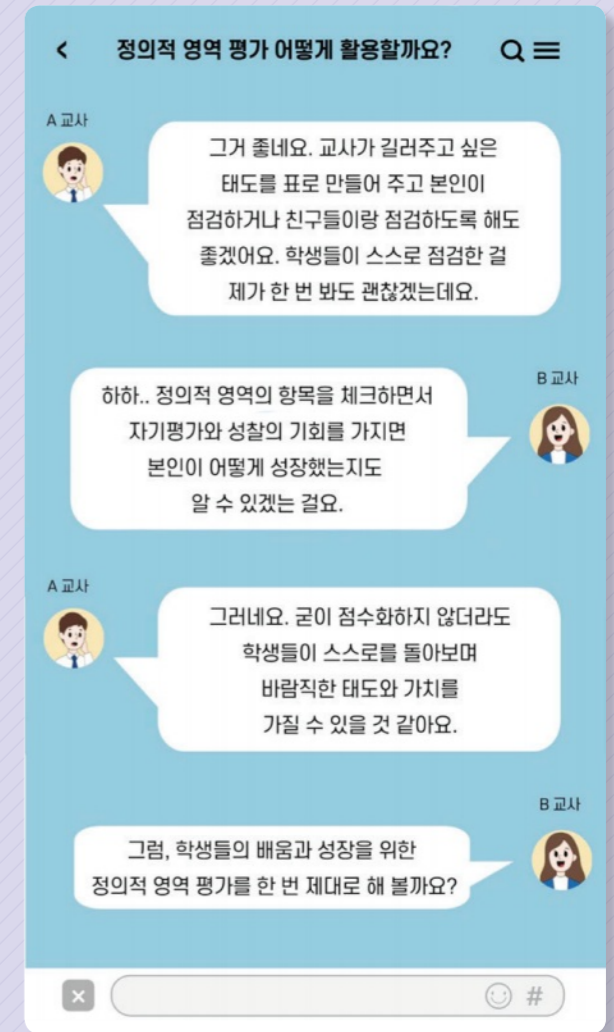 정의적 영역 평가 어떻게 활용할까요?
A 교사
그거 좋네요. 교사가 길러주고 싶은
태도를 표로 만들어 주고 본인이
점검하거나 친구들이랑 점검하도록 해도
좋겠어요. 학생들이 스스로 점검한 걸
제가 한 번 봐도 괜찮겠는데요.
B 교사
하하.. 정의적 영역의 항목을 체크하면서
자기평가와 성찰의 기회를 가지면
본인이 어떻게 성장했는지도
알 수 있겠는 걸요.
A 교사
그러네요. 굳이 점수화하지 않더라도
학생들이 스스로를 돌아보며
바람직한 태도와 가치를
가질 수 있을 것 같아요.
B 교사
그럼, 학생들의 배움과 성장을 위한
정의적 영역 평가를 한 번 제대로 해 볼까요?
#